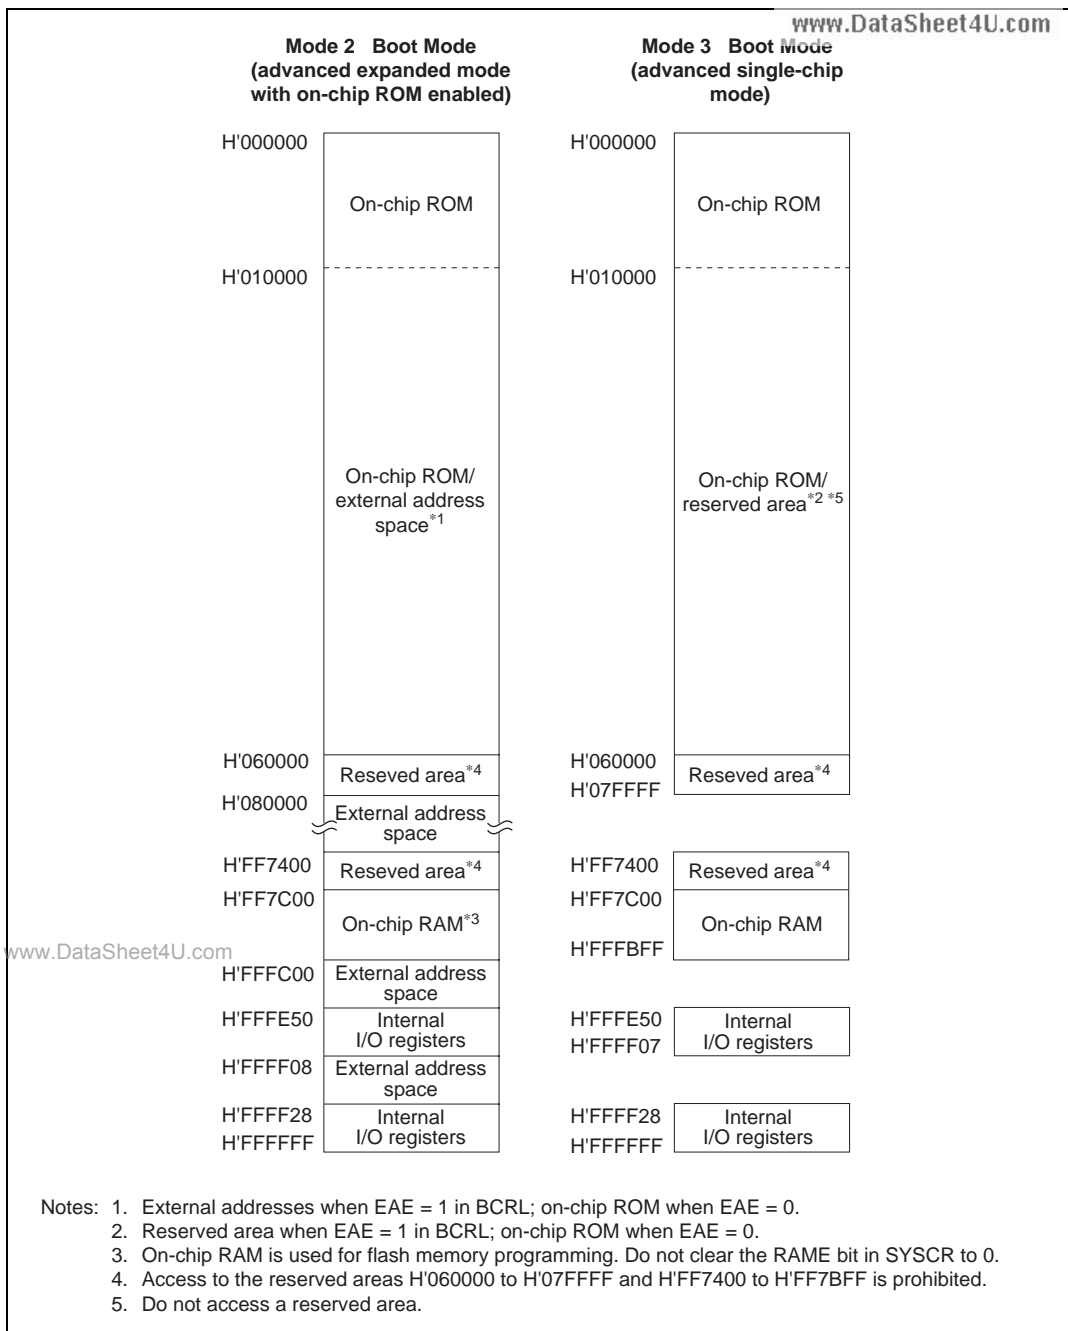 www.DataSheet4U.com
Mode 2 Boot Mode
(advanced expanded mode
with on-chip ROM enabled)
Mode 3 Boot Mode
(advanced single-chip
mode)
H'000000
On-chip ROM
H'010000
On-chip ROM/
external address
space*1
H'060000
Reseved area*4
H'080000
External address
space
H'FF7400
Reseved area*4
H'FF7C00
On-chip RAM*3
H'FFFC00
External address
space
H'FFFE50
Internal
I/O registers
H'FFFF08
External address
space
H'FFFF28
Internal
I/O registers
H'FFFFFF
H'000000
On-chip ROM
H'010000
On-chip ROM/
reserved area*2 *5
H'060000
Reseved area*4
H'07FFFF
H'FF7400
Reseved area*4
H'FF7C00
On-chip RAM
H'FFFBFF
H'FFFE50
Internal
I/O registers
H'FFFF07
H'FFFF28
Internal
I/O registers
H'FFFFFF
www.DataSheet4U.com
Notes: 1. External addresses when EAE = 1 in BCRL; on-chip ROM when EAE = 0.
2. Reserved area when EAE = 1 in BCRL; on-chip ROM when EAE = 0.
3. On-chip RAM is used for flash memory programming. Do not clear the RAME bit in SYSCR to 0.
4. Access to the reserved areas H'060000 to H'07FFFF and H'FF7400 to H'FF7BFF is prohibited.
5. Do not access a reserved area.